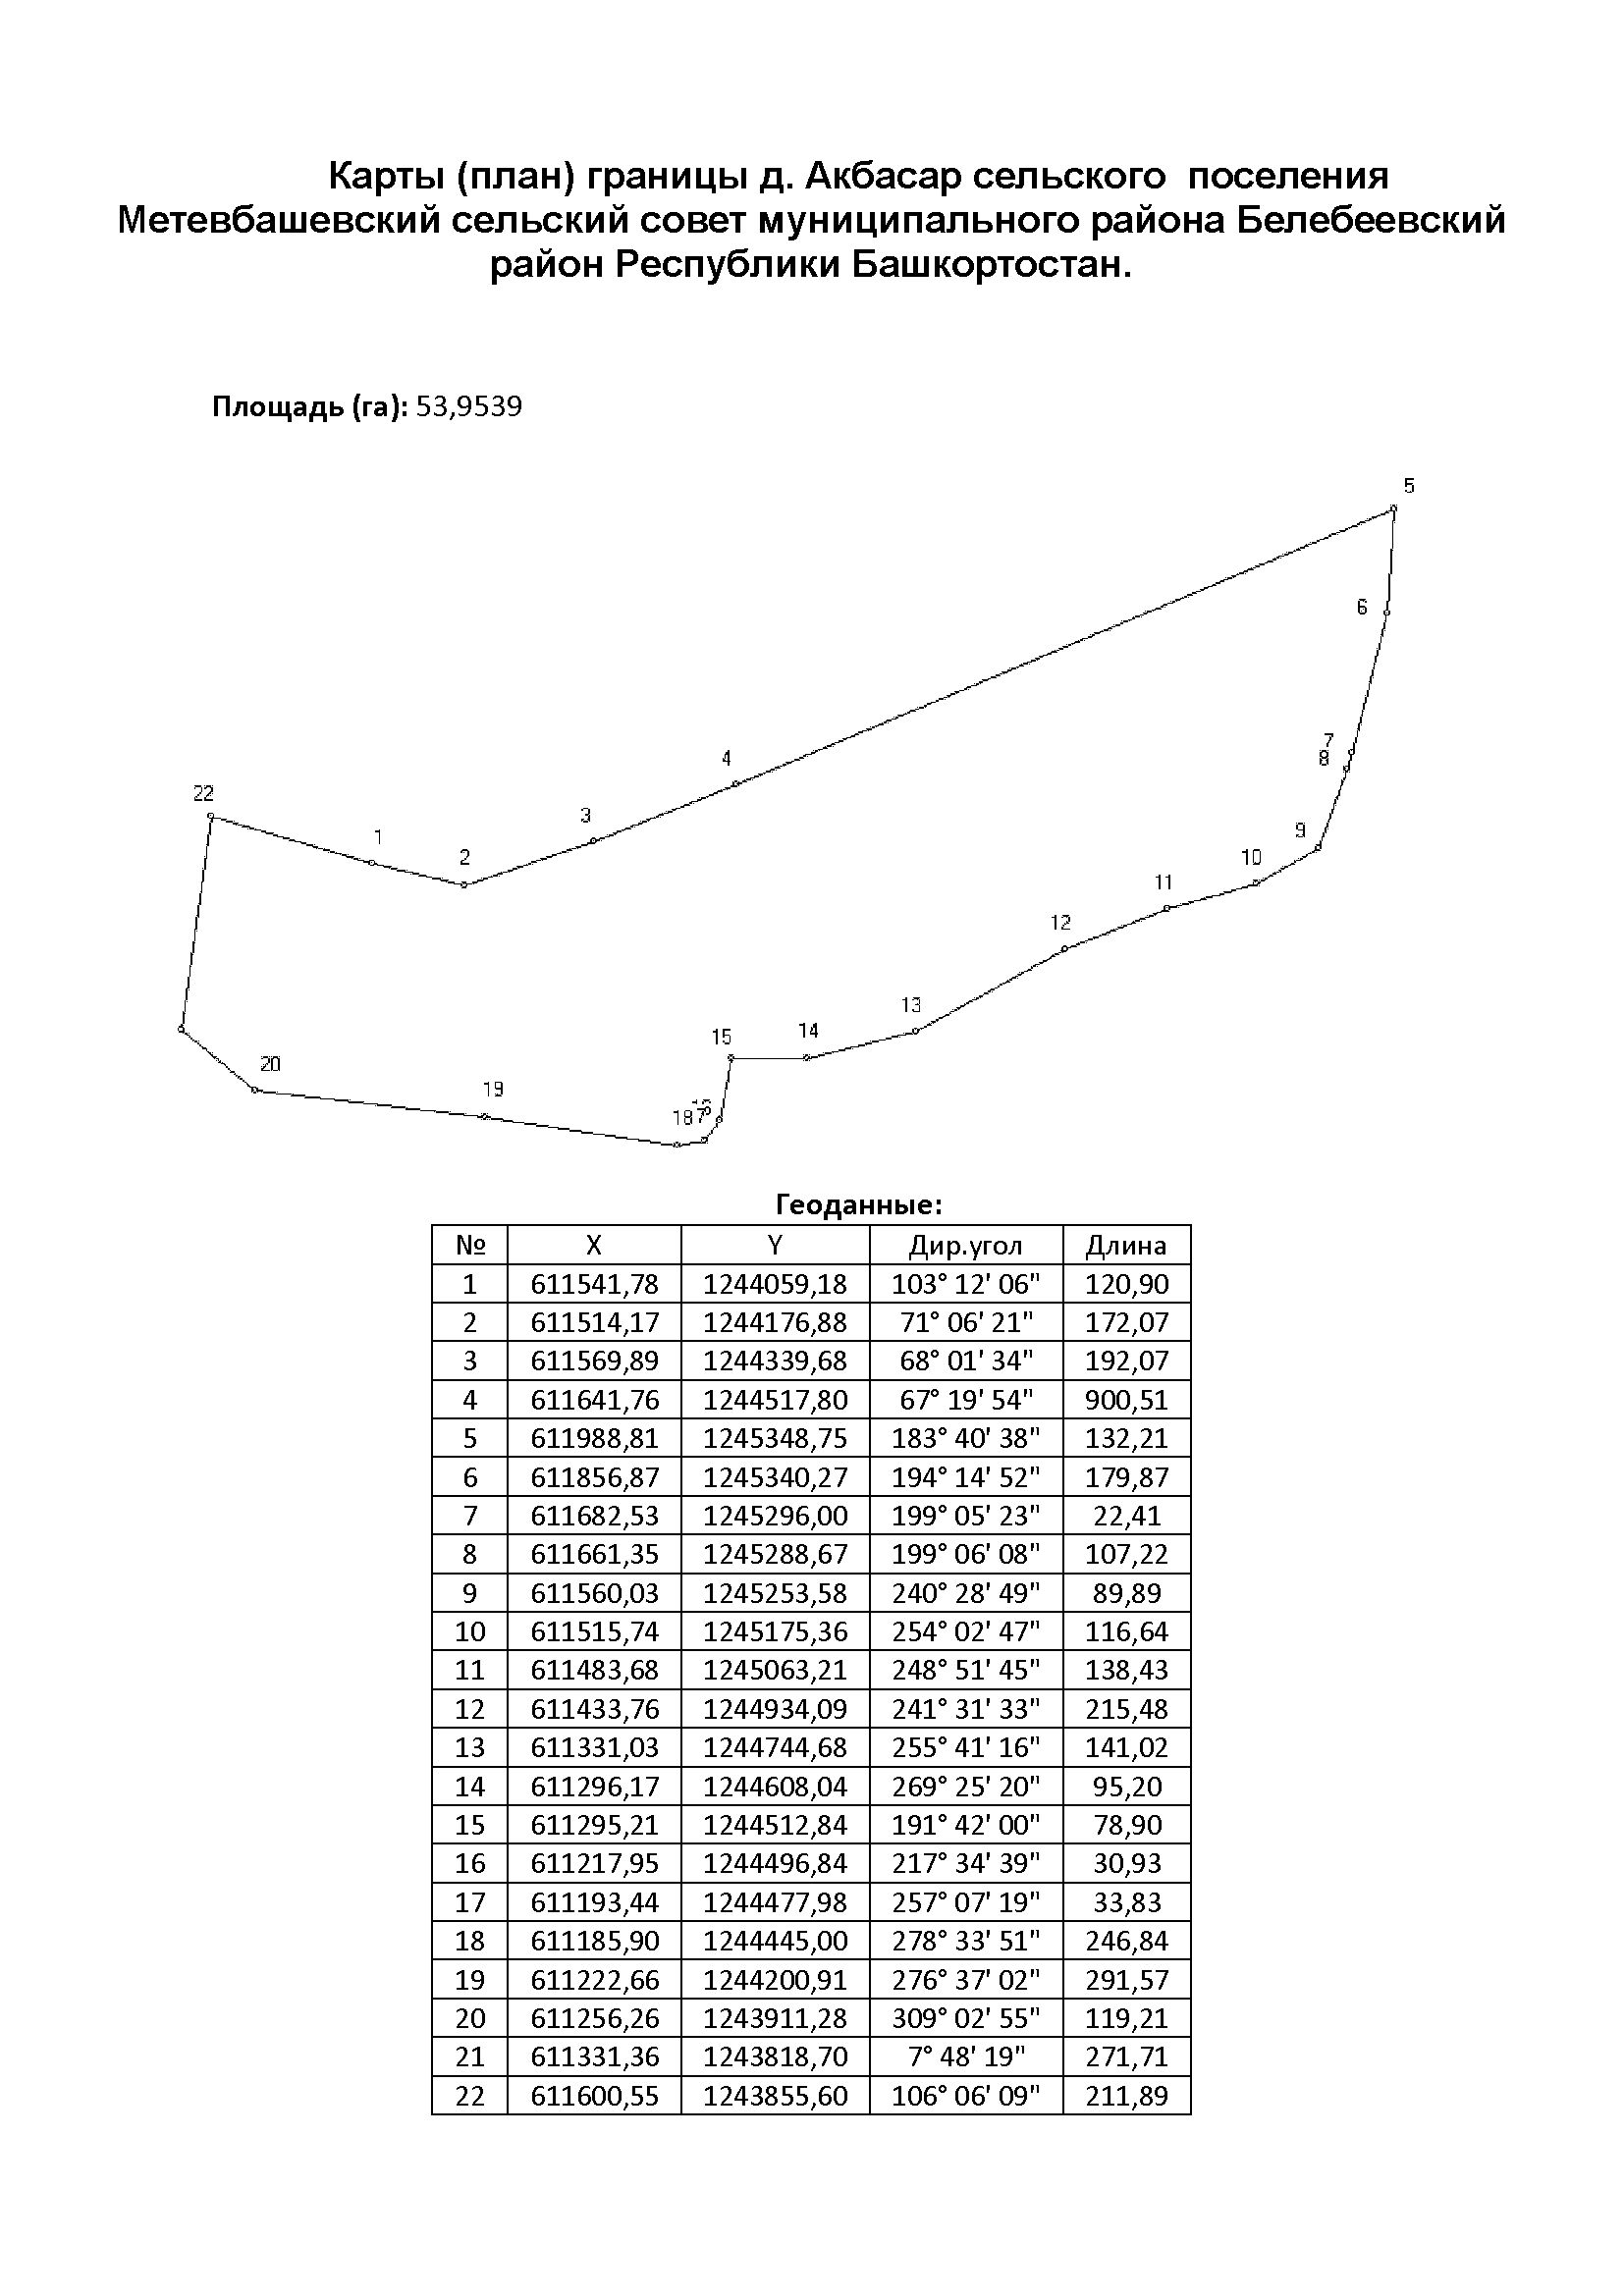 Карты (план) границы д. Акбасар сельского поселения
Метевбашевский сельский совет муниципального района Белебеевский
район Республики Башкортостан.
Площадь (га): 53,9539
5
6
7
8
4
22
3
1
2
9
10
11
12
13
14
15
20
19
18
Геоданные:
№ X Y Дир.угол Длина
1 611541,78 1244059,18 103° 12' 06" 120,90
2 611514,17 1244176,88 71° 06' 21" 172,07
3 611569,89 1244339,68 68° 01' 34" 192,07
4 611641,76 1244517,80 67° 19' 54" 900,51
5 611988,81 1245348,75 183° 40' 38" 132,21
6 611856,87 1245340,27 194° 14' 52" 179,87
7 611682,53 1245296,00 199° 05' 23" 22,41
8 611661,35 1245288,67 199° 06' 08" 107,22
9 611560,03 1245253,58 240° 28' 49" 89,89
10 611515,74 1245175,36 254° 02' 47" 116,64
11 611483,68 1245063,21 248° 51' 45" 138,43
12 611433,76 1244934,09 241° 31' 33" 215,48
13 611331,03 1244744,68 255° 41' 16" 141,02
14 611296,17 1244608,04 269° 25' 20" 95,20
15 611295,21 1244512,84 191° 42' 00" 78,90
16 611217,95 1244496,84 217° 34' 39" 30,93
17 611193,44 1244477,98 257° 07' 19" 33,83
18 611185,90 1244445,00 278° 33' 51" 246,84
19 611222,66 1244200,91 276° 37' 02" 291,57
20 611256,26 1243911,28 309° 02' 55" 119,21
21 611331,36 1243818,70 7° 48' 19" 271,71
22 611600,55 1243855,60 106° 06' 09" 211,89